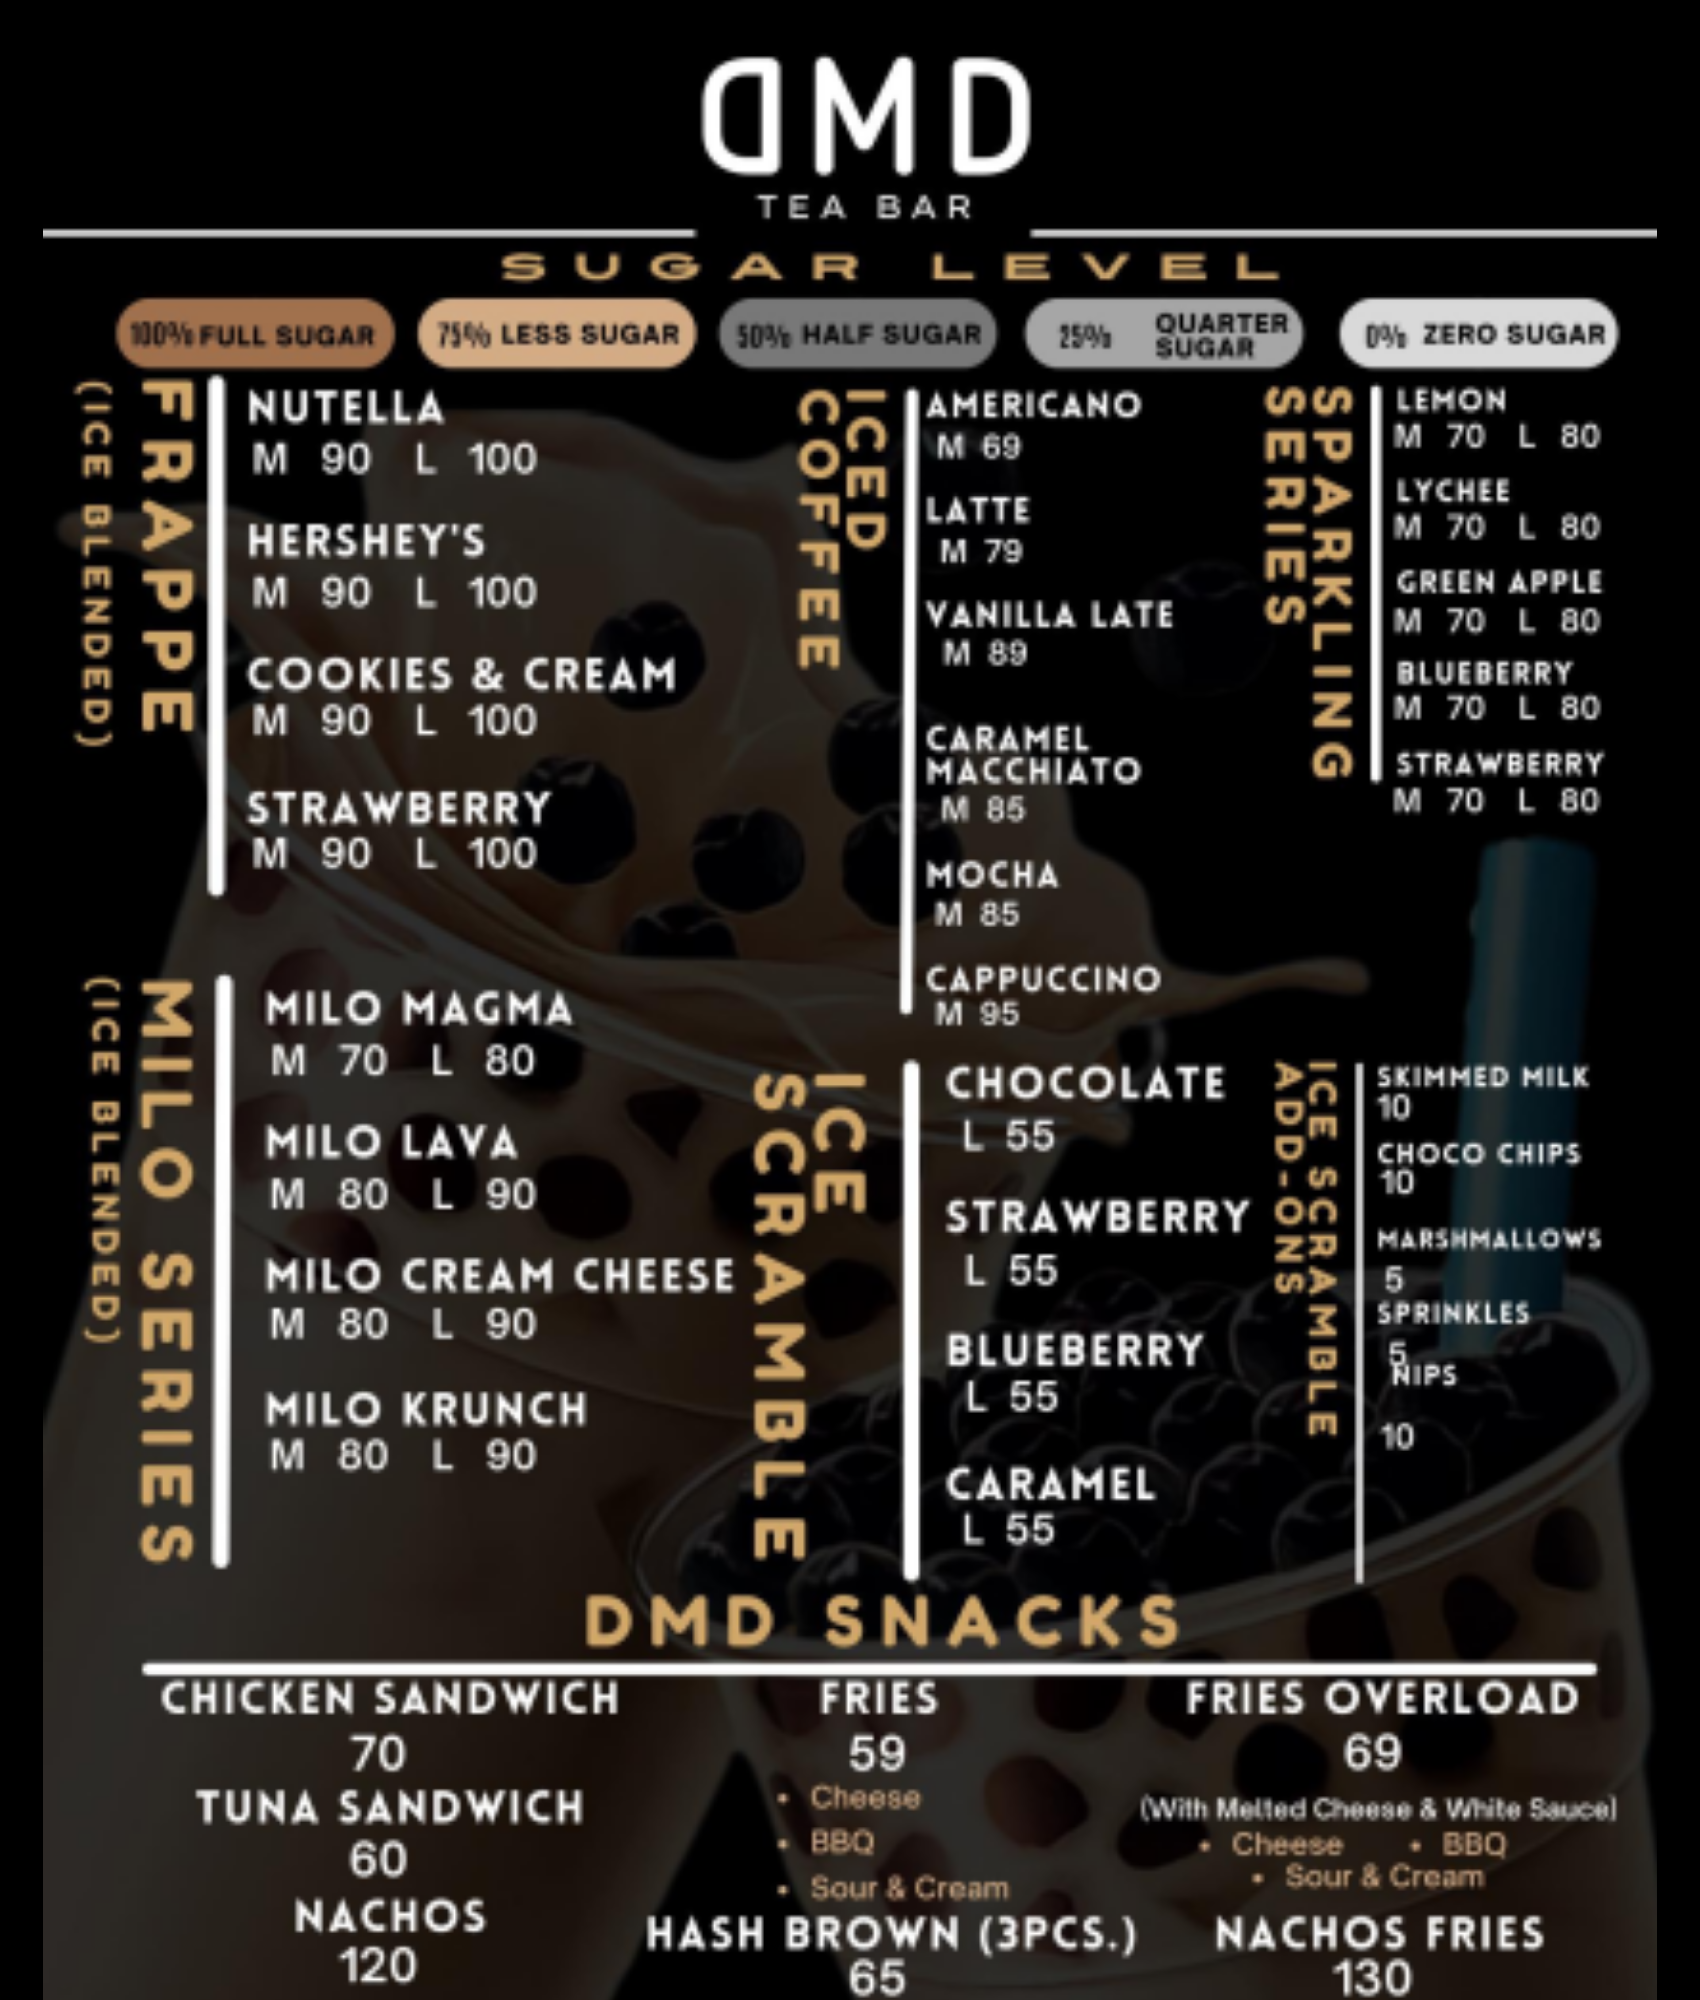 DMD
TEA BAR
SUGAR LEVEL
100% FULL SUGAR
75% LESS SUGAR
50% HALF SUGAR
25% QUARTER SUGAR
0% ZERO SUGAR
FRAPPE
(ICE BLENDED)
NUTELLA
M 90 L 100
HERSHEY'S
M 90 L 100
COOKIES & CREAM
M 90 L 100
STRAWBERRY
M 90 L 100
ICED
COFFEE
AMERICANO
M 69
LATTE
M 79
VANILLA LATE
M 89
CARAMEL
MACCHIATO
M 85
MOCHA
M 85
CAPPUCCINO
M 95
SPARKLING
SERIES
LEMON
M 70 L 80
LYCHEE
M 70 L 80
GREEN APPLE
M 70 L 80
BLUEBERRY
M 70 L 80
STRAWBERRY
M 70 L 80
MILO SERIES
(ICE BLENDED)
MILO MAGMA
M 70 L 80
MILO LAVA
M 80 L 90
MILO CREAM CHEESE
M 80 L 90
MILO KRUNCH
M 80 L 90
ICE
SCRAMBLE
CHOCOLATE
L 55
STRAWBERRY
L 55
BLUEBERRY
L 55
CARAMEL
L 55
ICE SCRAMBLE
ADD-ONS
SKIMMED MILK
10
CHOCO CHIPS
10
MARSHMALLOWS
5
SPRINKLES
5
NIPS
10
DMD SNACKS
CHICKEN SANDWICH
70
TUNA SANDWICH
60
NACHOS
120
FRIES
59
• Cheese
• BBQ
• Sour & Cream
HASH BROWN (3PCS.)
65
FRIES OVERLOAD
69
(With Melted Cheese & White Sauce)
• Cheese • BBQ
• Sour & Cream
NACHOS FRIES
130